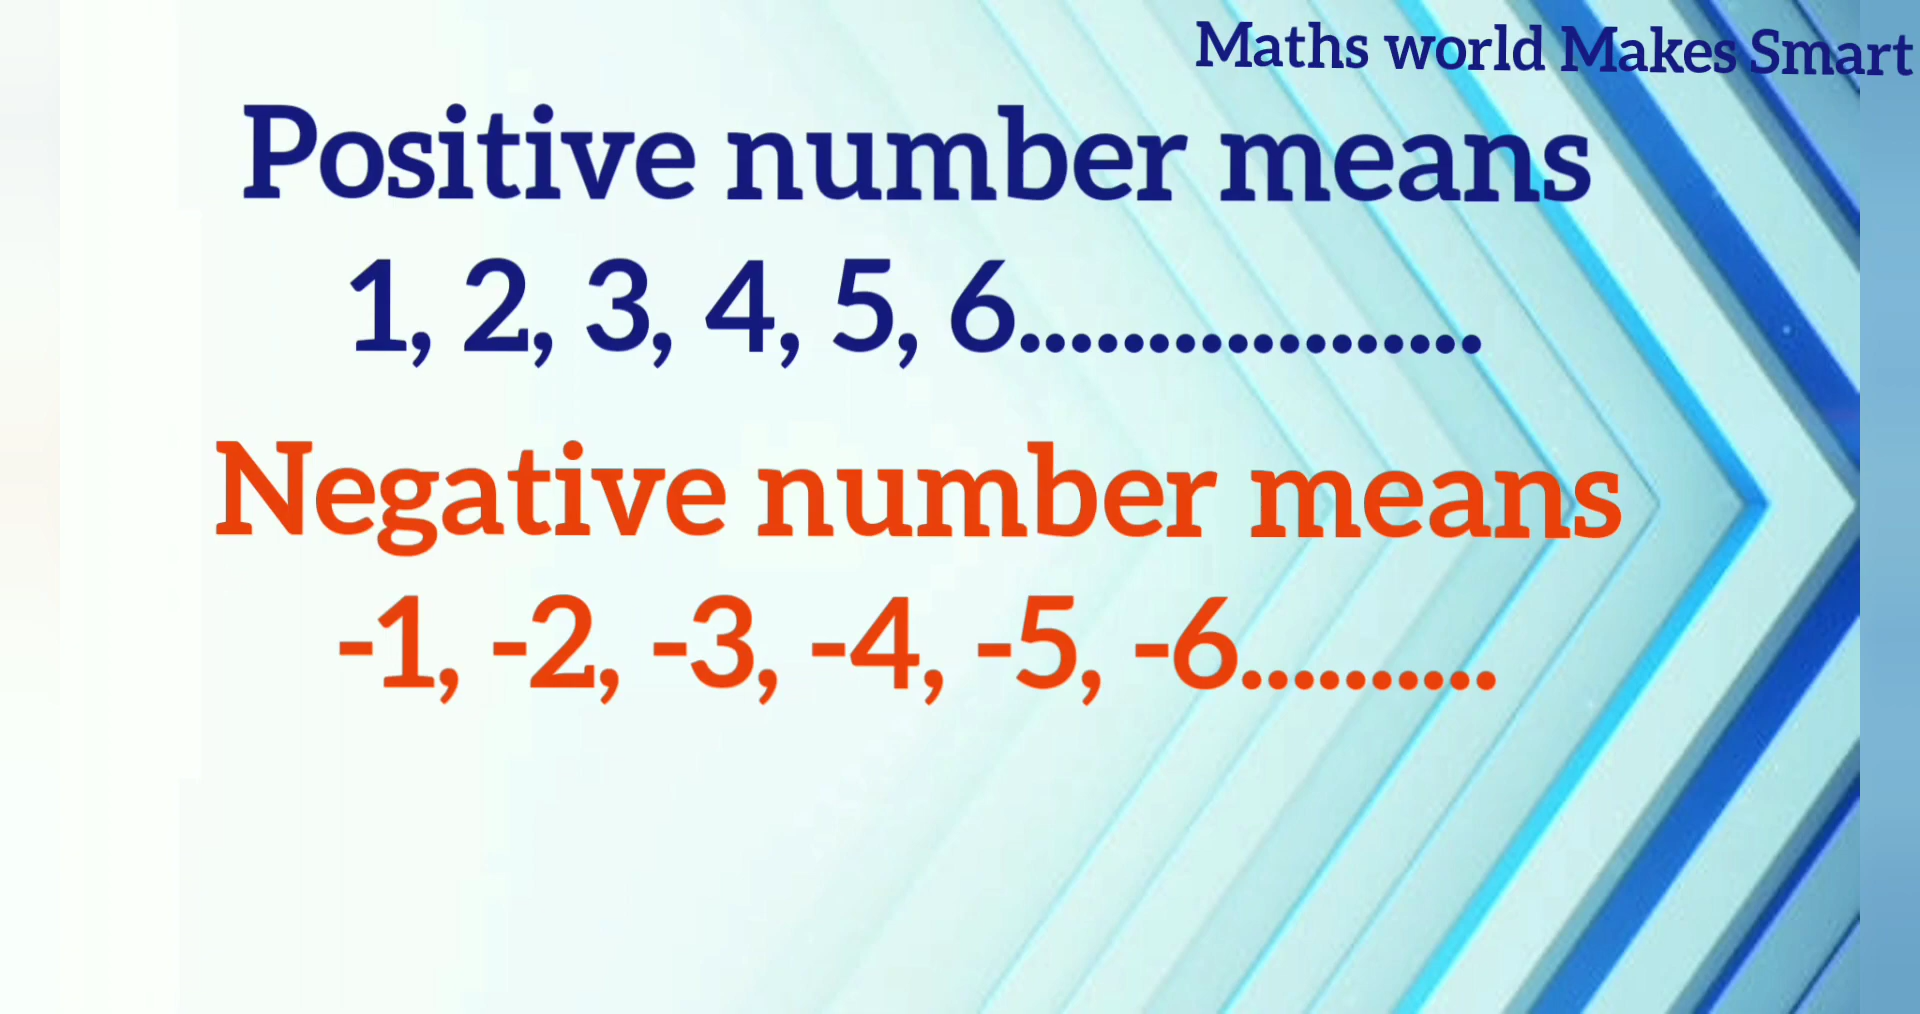 Maths world Makes Smart
Positive number means
1, 2, 3, 4, 5, 6..................
Negative number means
-1, -2, -3, -4, -5, -6..........